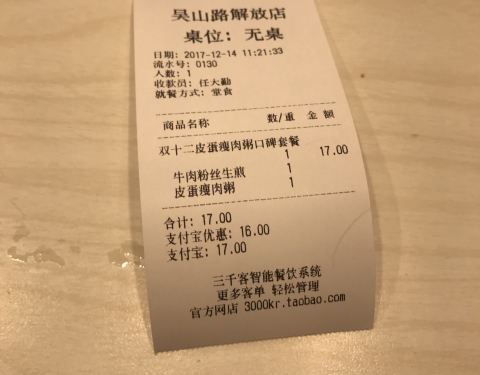 吴山路解放店
桌位: 无桌
日期: 2017-12-14 11:21:33
流水号: 0130
人数: 1
收款员: 任大勐
就餐方式: 堂食
商品名称 数/重 金额
双十二皮蛋瘦肉粥口碑套餐
1 17.00
牛肉粉丝生煎 1
皮蛋瘦肉粥 1
合计: 17.00
支付宝优惠: 16.00
支付宝: 17.00
三千客智能餐饮系统
更多客单 轻松管理
官方网店 3000kr.taobao.com